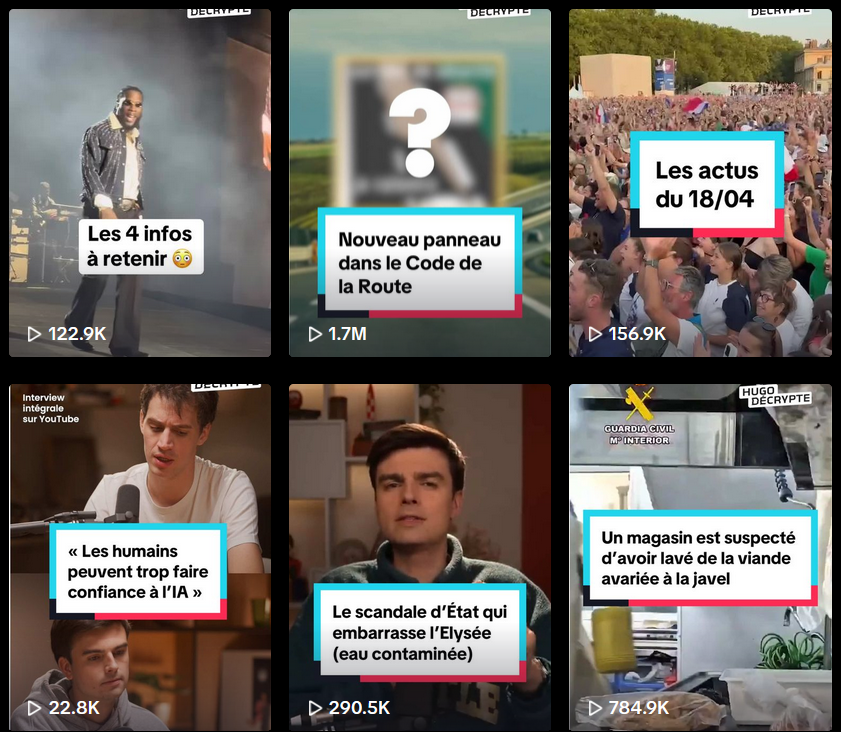 DÉCRYPTE
Les 4 infos
à retenir 😳
122.9K
DÉCRYPTE
?
Nouveau panneau
dans le Code de
la Route
1.7M
DÉCRYPTE
Les actus
du 18/04
156.9K
DÉCRYPTE
Interview
intégrale
sur YouTube
« Les humains
peuvent trop faire
confiance à l’IA »
22.8K
Le scandale d’État qui
embarrasse l’Elysée
(eau contaminée)
290.5K
HUGO
DÉCRYPTE
GUARDIA CIVIL
Mº INTERIOR
Un magasin est suspecté
d’avoir lavé de la viande
avariée à la javel
784.9K